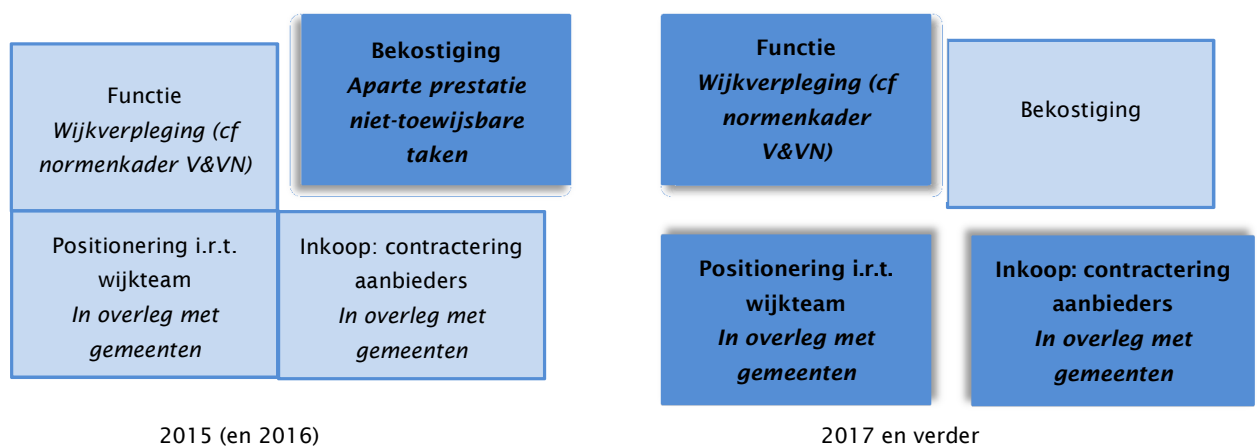 Functie
Wijkverpleging (cf
normenkader V&VN)
Bekostiging
Aparte prestatie
niet-toewijsbare
taken
Positionering i.r.t.
wijkteam
In overleg met
gemeenten
Inkoop: contractering
aanbieders
In overleg met
gemeenten
2015 (en 2016)
Functie
Wijkverpleging (cf
normenkader
V&VN)
Bekostiging
Positionering i.r.t.
wijkteam
In overleg met
gemeenten
Inkoop: contractering
aanbieders
In overleg met
gemeenten
2017 en verder